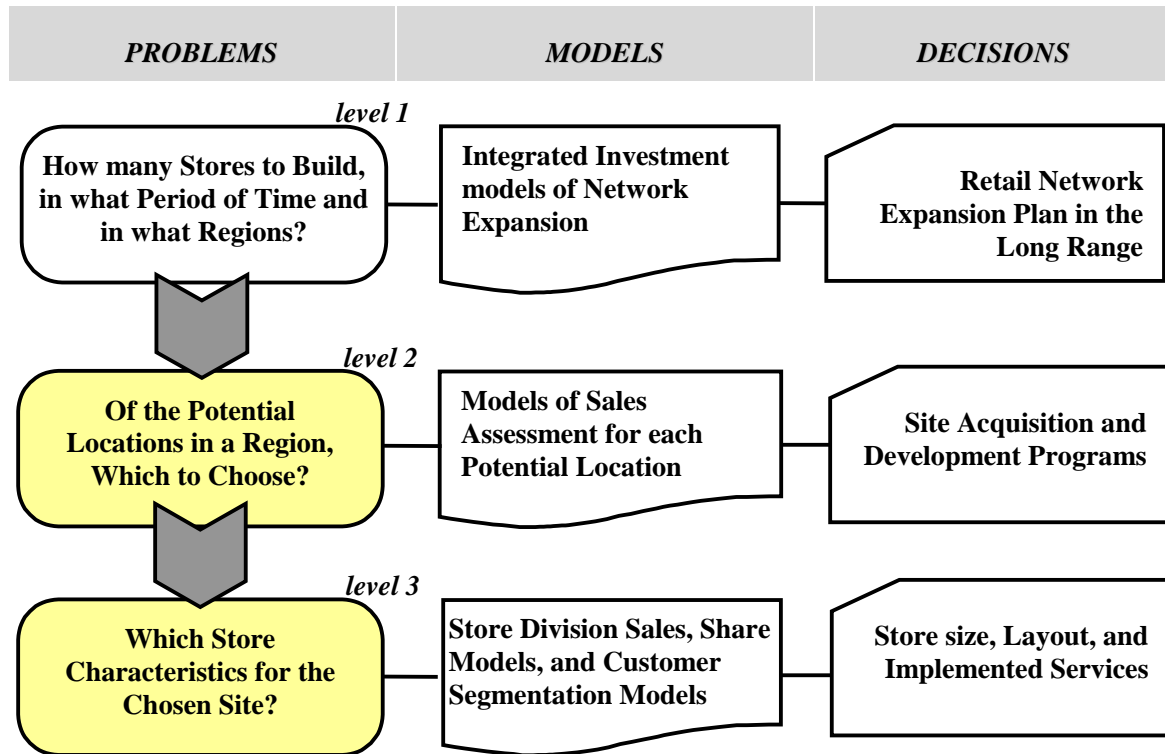 PROBLEMS MODELS DECISIONS
level 1
How many Stores to Build,
in what Period of Time and
in what Regions?
Integrated Investment
models of Network
Expansion
Retail Network
Expansion Plan in the
Long Range
level 2
Of the Potential
Locations in a Region,
Which to Choose?
Models of Sales
Assessment for each
Potential Location
Site Acquisition and
Development Programs
level 3
Which Store
Characteristics for the
Chosen Site?
Store Division Sales, Share
Models, and Customer
Segmentation Models
Store size, Layout, and
Implemented Services